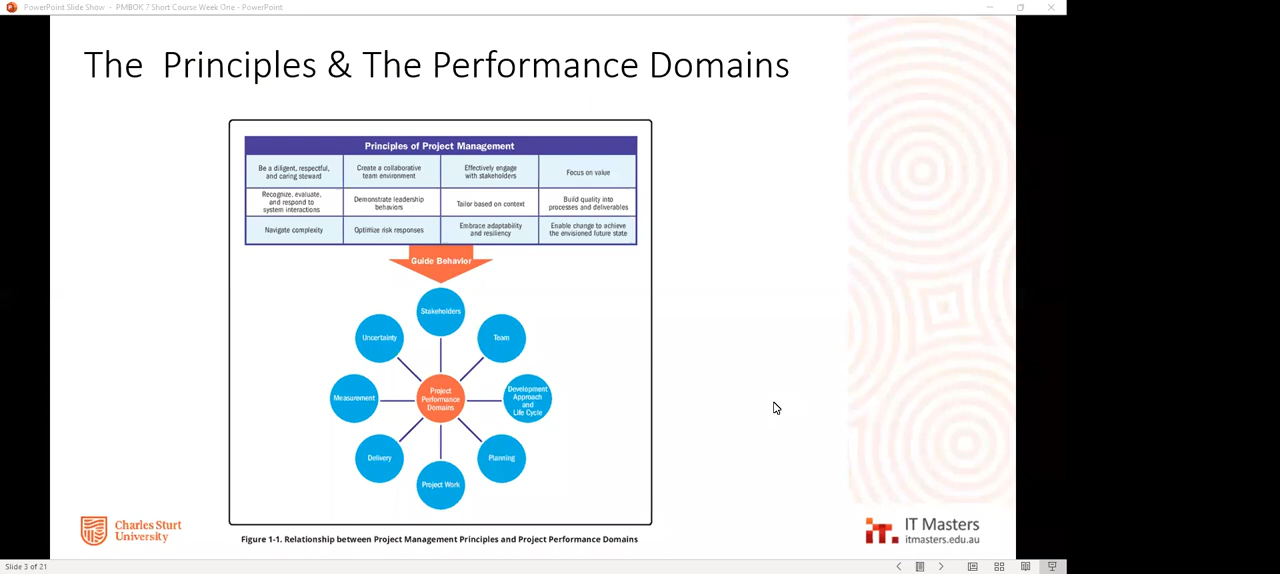 PowerPoint Slide Show - PMBOK 7 Short Course Week One - PowerPoint
The Principles & The Performance Domains
Principles of Project Management
Be a diligent, respectful,
and caring steward
Create a collaborative
team environment
Effectively engage
with stakeholders
Focus on value
Recognize, evaluate,
and respond to
system interactions
Demonstrate leadership
behaviors
Tailor based on context
Build quality into
processes and deliverables
Navigate complexity
Optimize risk responses
Embrace adaptability
and resiliency
Enable change to achieve
the envisioned future state
Guide Behavior
Stakeholders
Uncertainty
Team
Measurement
Project
Performance
Domains
Development
Approach
and
Life Cycle
Delivery
Planning
Project Work
Figure 1-1. Relationship between Project Management Principles and Project Performance Domains
Charles Sturt
University
it.
IT Masters
itmasters.edu.au
Slide 3 of 21